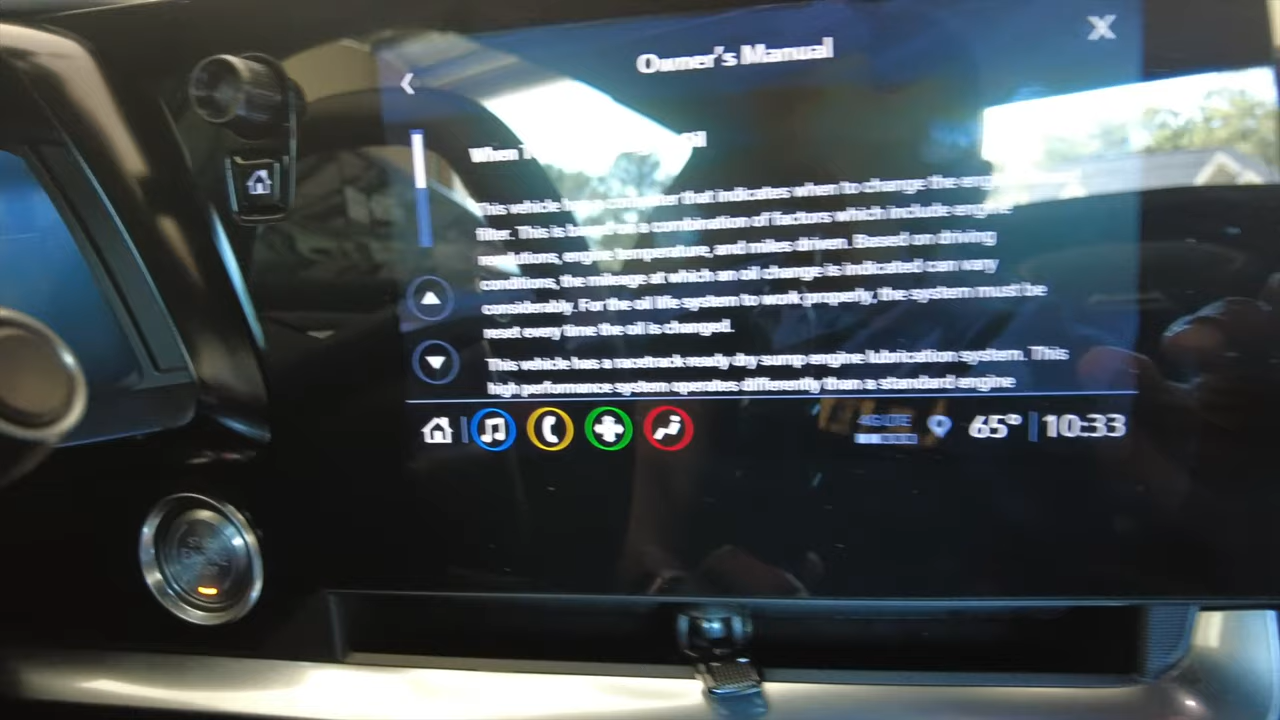 X
Owner's Manual
When
This vehicle has a computer that indicates when to change the
filter. This is based on a combination of factors which include engine
revolutions, engine temperature, and miles driven. Based on driving
conditions, the mileage at which an oil change is indicated can vary
considerably. For the oil life system to work properly, the system must be
reset every time the oil is changed.
This vehicle has a racetrack-ready dry sump engine lubrication system. This
high performance system operates differently than a standard engine
4G LTE 65° 10:33